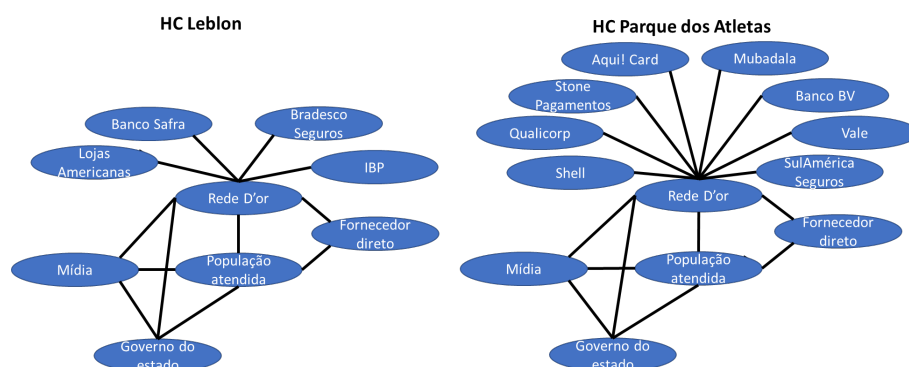 HC Leblon
Banco Safra
Bradesco
Seguros
Lojas
Americanas
IBP
Rede D'or
Fornecedor
direto
Mídia
População
atendida
Governo do
estado
HC Parque dos Atletas
Aqui! Card
Mubadala
Stone
Pagamentos
Banco BV
Qualicorp
Vale
Shell
SulAmérica
Seguros
Rede D'or
Fornecedor
direto
Mídia
População
atendida
Governo do
estado